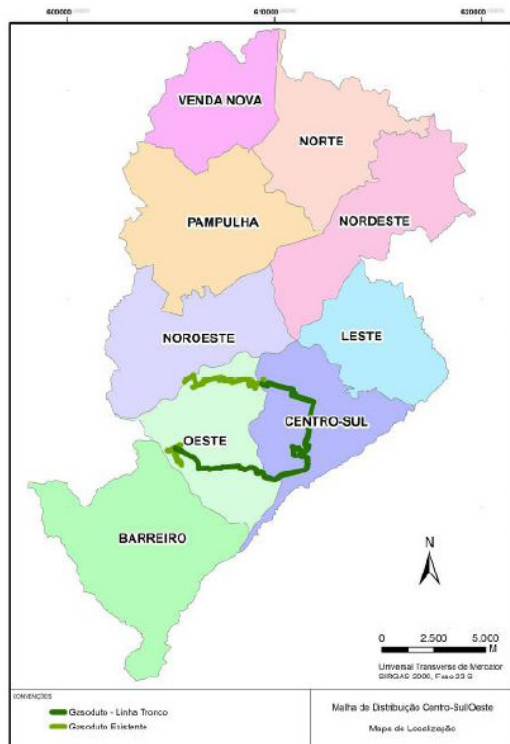 600000
610000
620000
VENDA NOVA
NORTE
PAMPULHA
NORDESTE
NOROESTE
LESTE
CENTRO-SUL
OESTE
BARREIRO
N
0 2.500 5.000
M
Universal Transverse de Mercator
SIRGAS 2000, Fuso 23 S
CONVENÇÕES
Gasoduto - Linha Tronco
Gasoduto Existente
Malha de Distribuição Centro-Sul/Oeste
Mapa de Localização